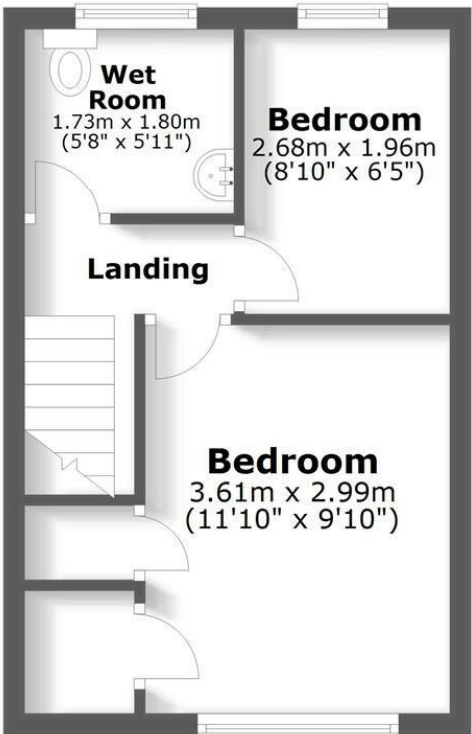 Wet
Room
1.73m x 1.80m
(5'8" x 5'11")
Bedroom
2.68m x 1.96m
(8'10" x 6'5")
Landing
Bedroom
3.61m x 2.99m
(11'10" x 9'10")